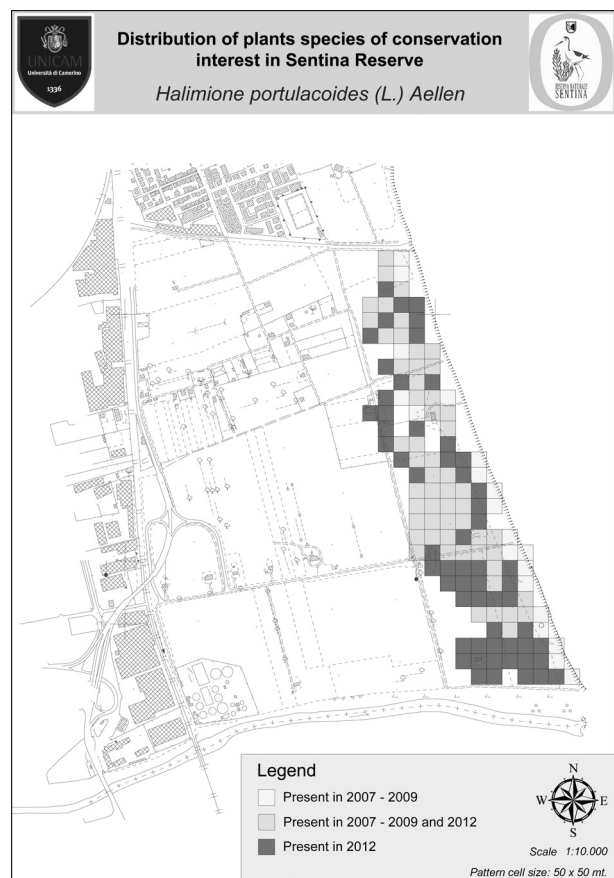 UNICAM
Università di Camerino
1336
Distribution of plants species of conservation
interest in Sentina Reserve
Halimione portulacoides (L.) Aellen
RISERVA NATURALE
SENTINA
Legend
Present in 2007 - 2009
Present in 2007 - 2009 and 2012
Present in 2012
N
W
E
S
Scale 1:10.000
Pattern cell size: 50 x 50 mt.